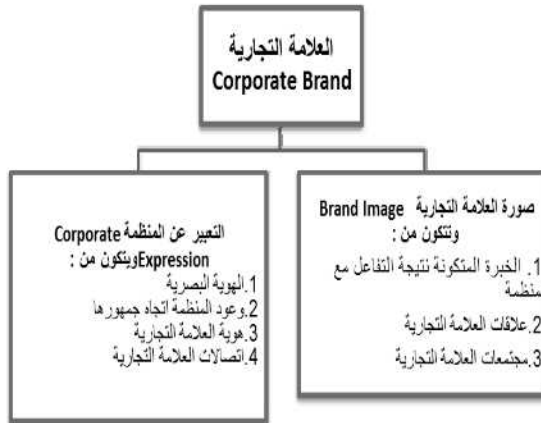 العلامة التجارية
Corporate Brand
صورة العلامة التجارية Brand Image
وتتكون من :
1. الخبرة المتكونة نتيجة التفاعل مع
منظمة
2.علاقات العلامة التجارية
3.مجتمعات العلامة التجارية
التعبير عن المنظمة Corporate
Expressionويتكون من :
1.الهوية البصرية
2.وعود المنظمة اتجاه جمهورها
3.هوية العلامة التجارية
4.اتصالات العلامة التجارية